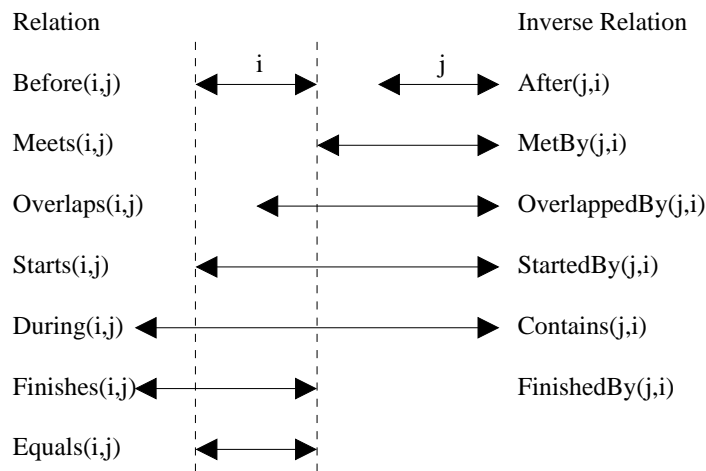 Relation Inverse Relation
Before(i,j) i j After(j,i)
Meets(i,j) MetBy(j,i)
Overlaps(i,j) OverlappedBy(j,i)
Starts(i,j) StartedBy(j,i)
During(i,j) Contains(j,i)
Finishes(i,j) FinishedBy(j,i)
Equals(i,j)